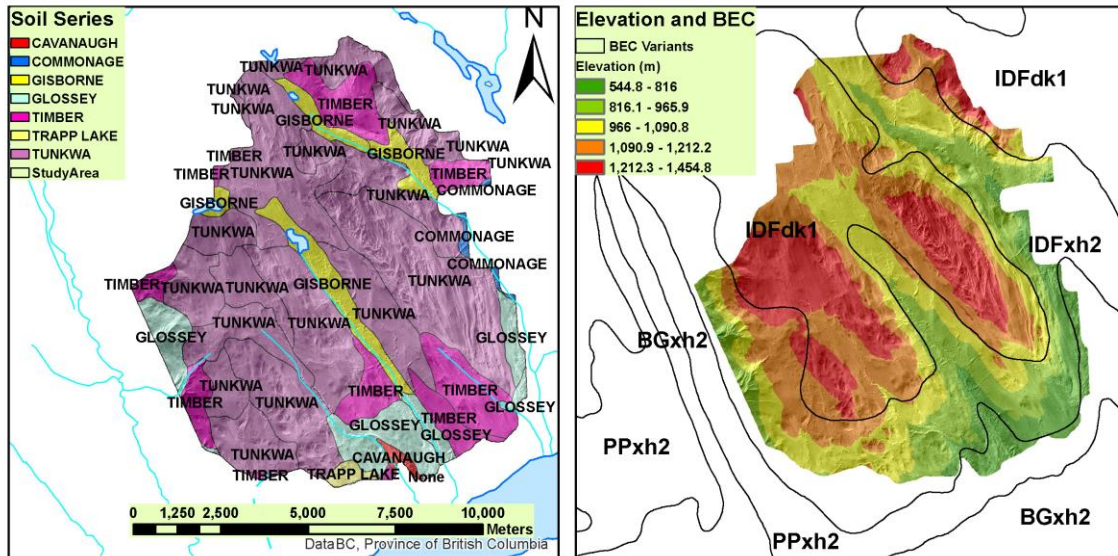 Soil Series
CAVANAUGH
COMMONAGE
GISBORNE
GLOSSEY
TIMBER
TRAPP LAKE
TUNKWA
StudyArea
N
TUNKWA
TUNKWA
TUNKWA
TUNKWA
TIMBER
GISBORNE
TUNKWA
GISBORNE
TUNKWA
TIMBER
TUNKWA
TIMBER
TUNKWA
TIMBER
COMMONAGE
TUNKWA
GISBORNE
TUNKWA
COMMONAGE
COMMONAGE
TUNKWA
TIMBER
TUNKWA
TUNKWA
GISBORNE
TUNKWA
TUNKWA
TUNKWA
GLOSSEY
GLOSSEY
TUNKWA
TIMBER
TIMBER
TIMBER
GLOSSEY
TIMBER
GLOSSEY
GLOSSEY
TUNKWA
CAVANAUGH
TIMBER
TRAPP LAKE
None
0 1,250 2,500 5,000 7,500 10,000
Meters
DataBC, Province of British Columbia
Elevation and BEC
BEC Variants
Elevation (m)
544.8 - 816
816.1 - 965.9
966 - 1,090.8
1,090.9 - 1,212.2
1,212.3 - 1,454.8
IDFdk1
IDFdk1
IDFxh2
BGxh2
PPxh2
BGxh2
PPxh2